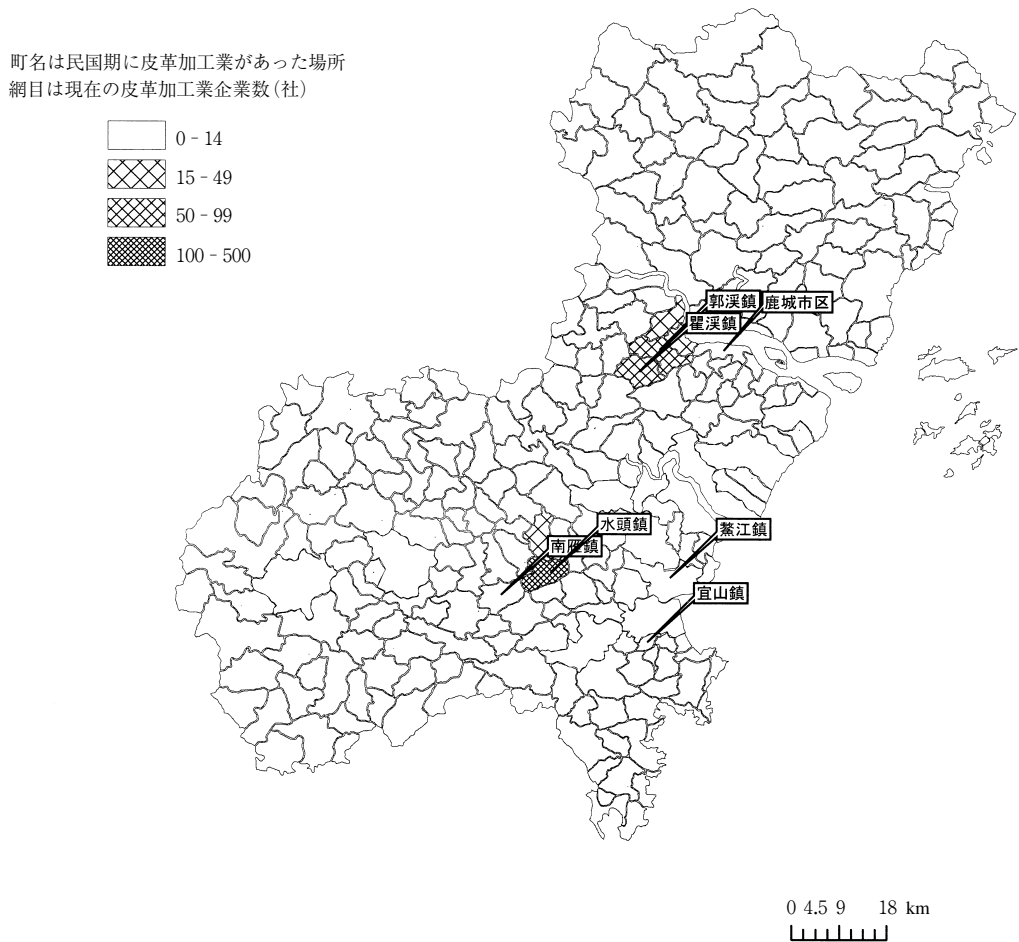 町名は民国期に皮革加工業があった場所
網目は現在の皮革加工業企業数(社)
0 - 14
15 - 49
50 - 99
100 - 500
郭渓鎮
鹿城市区
瞿渓鎮
水頭鎮
鰲江鎮
南雁鎮
宜山鎮
0 4.5 9 18 km